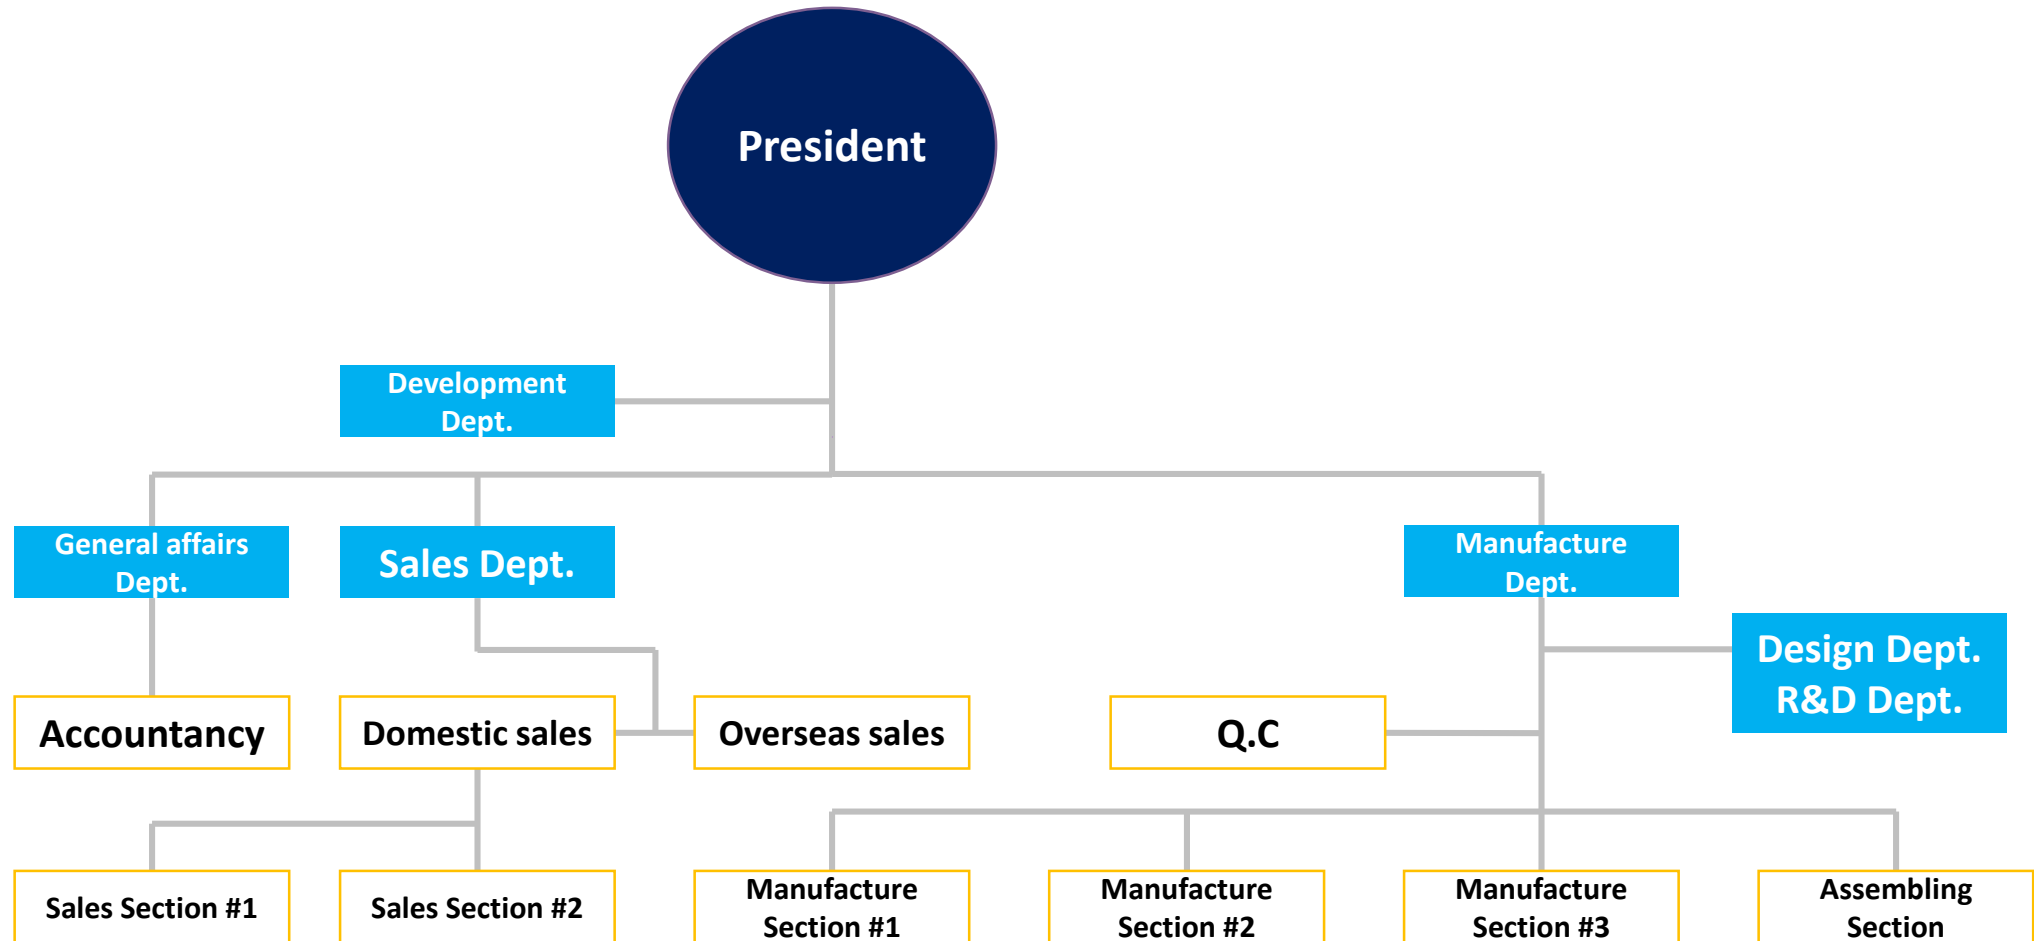 President
Development
Dept.
General affairs
Dept.
Sales Dept.
Manufacture
Dept.
Design Dept.
R&D Dept.
Accountancy
Domestic sales
Overseas sales
Q.C
Sales Section #1
Sales Section #2
Manufacture
Section #1
Manufacture
Section #2
Manufacture
Section #3
Assembling
Section